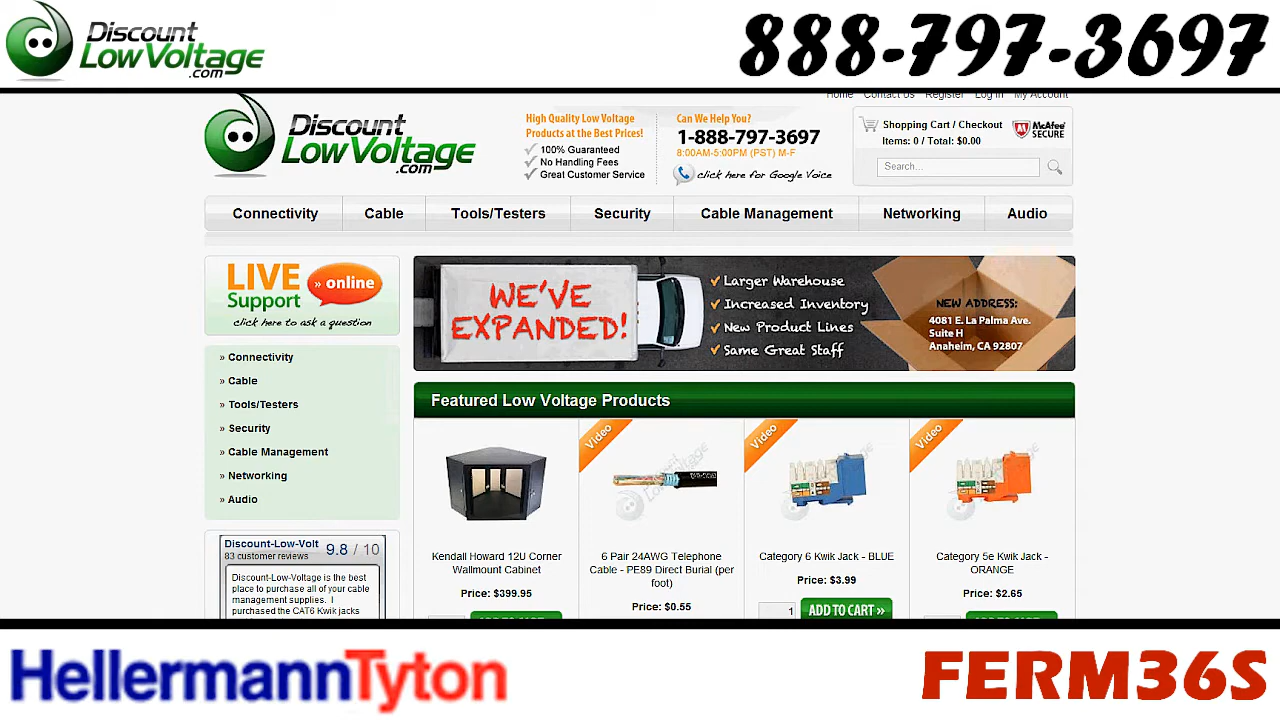 Discount
LowVoltage
.com
888-797-3697
Home Contact Us Register Log In My Account
Discount
LowVoltage
.com
High Quality Low Voltage
Products at the Best Prices!
100% Guaranteed
No Handling Fees
Great Customer Service
Can We Help You?
1-888-797-3697
8:00AM-5:00PM (PST) M-F
click here for Google Voice
Shopping Cart / Checkout
Items: 0 / Total: $0.00
McAfee
SECURE
Search...
Connectivity Cable Tools/Testers Security Cable Management Networking Audio
LIVE
Support
» online
click here to ask a question
» Connectivity
» Cable
» Tools/Testers
» Security
» Cable Management
» Networking
» Audio
WE'VE
EXPANDED!
Larger Warehouse
Increased Inventory
New Product Lines
Same Great Staff
NEW ADDRESS:
4081 E. La Palma Ave.
Suite H
Anaheim, CA 92807
Featured Low Voltage Products
Video
Video
Video
Kendall Howard 12U Corner
Wallmount Cabinet
Price: $399.95
6 Pair 24AWG Telephone
Cable - PE89 Direct Burial (per
foot)
Price: $0.55
Category 6 Kwik Jack - BLUE
Price: $3.99
1
ADD TO CART »
Category 5e Kwik Jack -
ORANGE
Price: $2.65
Discount-Low-Volt
9.8 / 10
83 customer reviews
Discount-Low-Voltage is the best
place to purchase all of your cable
management supplies. I
purchased the CAT6 Kwik jacks
HellermannTyton
FERM36S